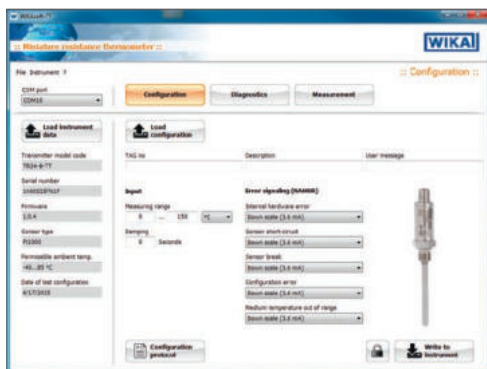 WIKAsoft-TT
:: Miniature resistance thermometer ::
WIKA
File Instrument ?
:: Configuration ::
COM port
COM10
Configuration
Diagnostics
Measurement
Load instrument
data
Load
configuration
Transmitter model code
TAG no
Description
User message
TR34-B-TT
Serial number
Firmware
1.0.4
Sensor type
Pt1000
Permissible ambient temp.
-40...85 °C
Date of last configuration
4/17/2015
Input
Measuring range
0 ... 150 °C
Damping
0 Seconds
Error signaling (NAMUR)
Internal hardware error
Down scale (3.6 mA)
Sensor short-circuit
Down scale (3.6 mA)
Sensor break
Down scale (3.6 mA)
Configuration error
Down scale (3.6 mA)
Medium temperature out of range
Down scale (3.6 mA)
Configuration
protocol
Write to
instrument